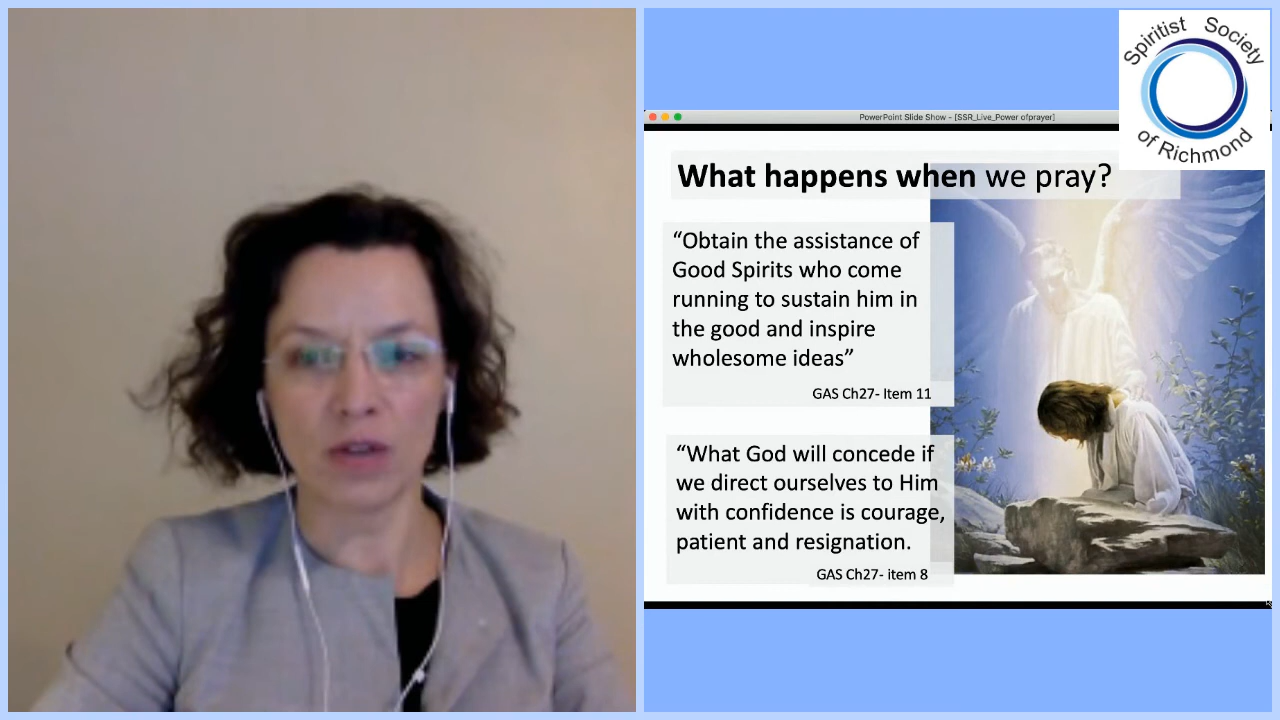 Spiritist Society
of Richmond
PowerPoint Slide Show - [SSR_Live_Power ofprayer]
What happens when we pray?
“Obtain the assistance of
Good Spirits who come
running to sustain him in
the good and inspire
wholesome ideas”
GAS Ch27- Item 11
“What God will concede if
we direct ourselves to Him
with confidence is courage,
patient and resignation.
GAS Ch27- item 8